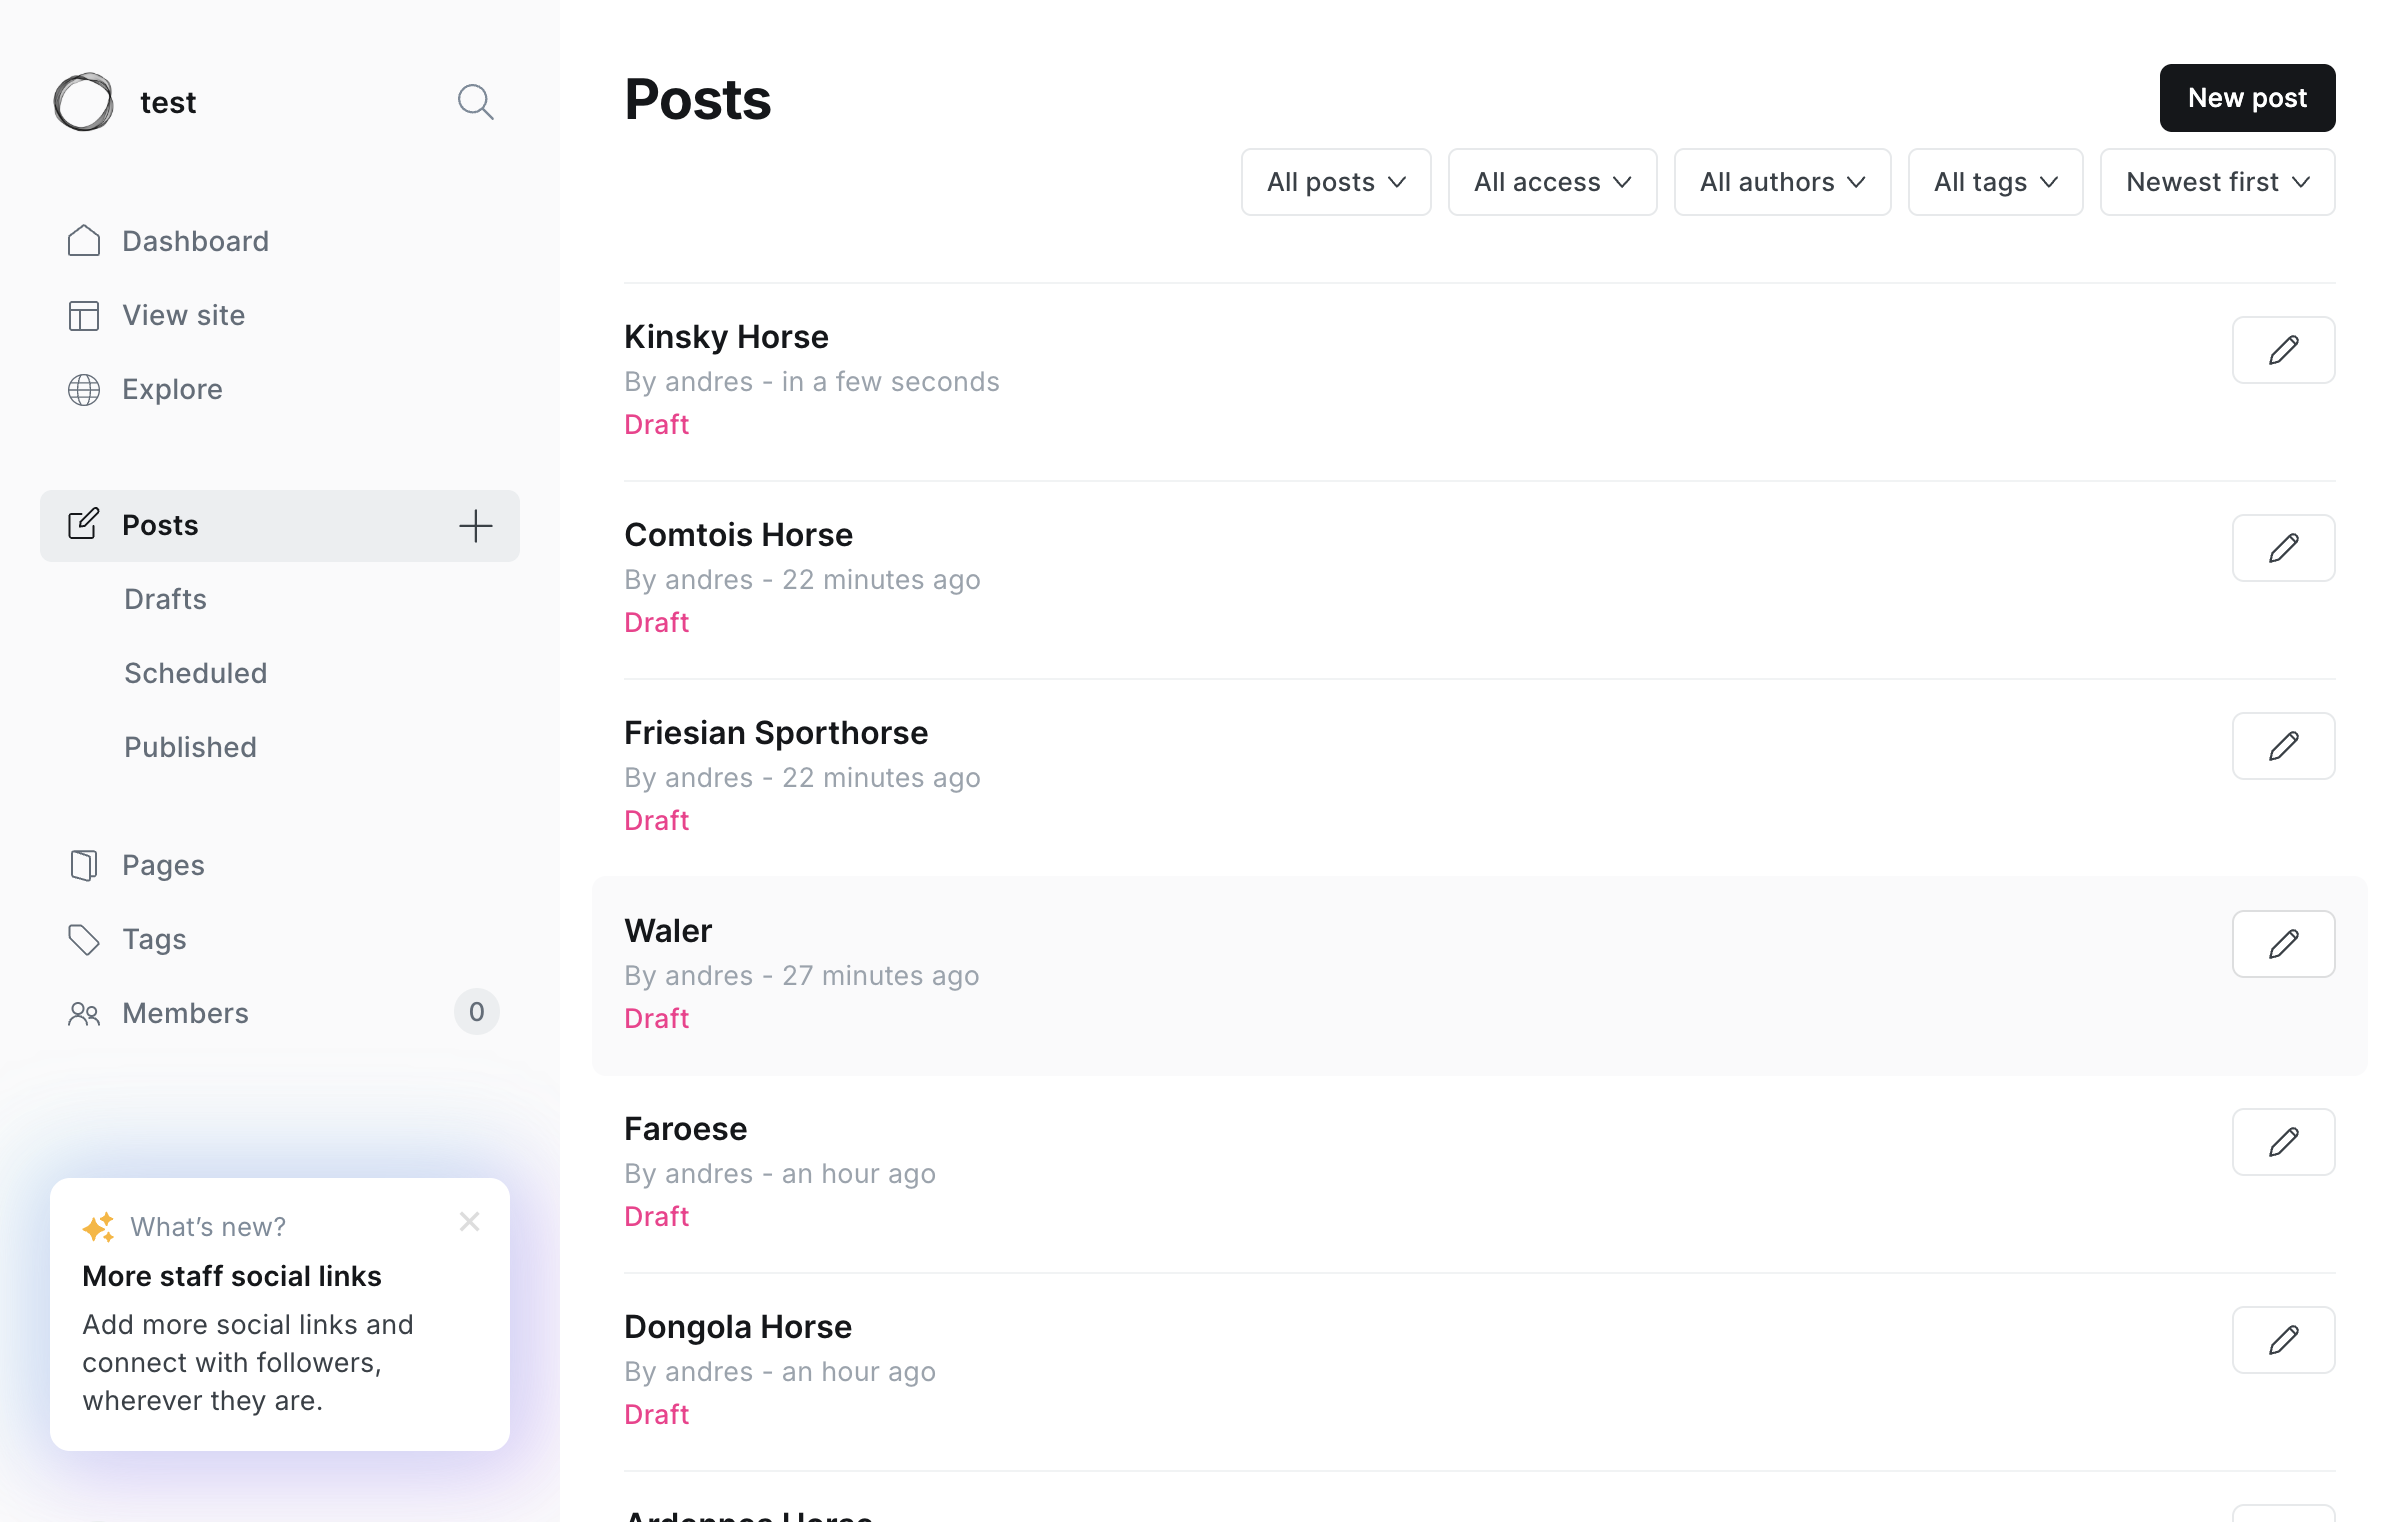 test
Dashboard
View site
Explore
Posts
Drafts
Scheduled
Published
Pages
Tags
Members 0
What's new?
More staff social links
Add more social links and
connect with followers,
wherever they are.
Posts
New post
All posts All access All authors All tags Newest first
Kinsky Horse
By andres - in a few seconds
Draft
Comtois Horse
By andres - 22 minutes ago
Draft
Friesian Sporthorse
By andres - 22 minutes ago
Draft
Waler
By andres - 27 minutes ago
Draft
Faroese
By andres - an hour ago
Draft
Dongola Horse
By andres - an hour ago
Draft
Ardennes Horse